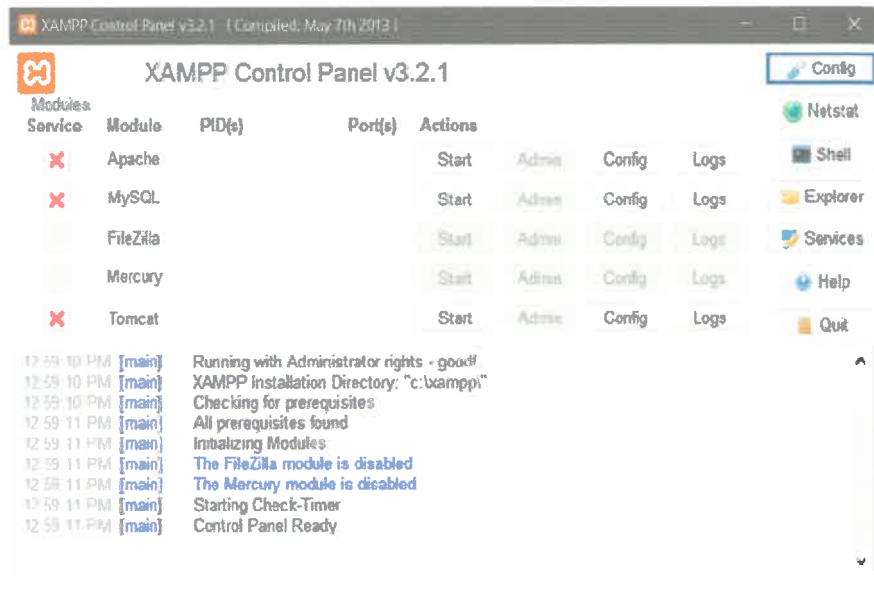 XAMPP Control Panel v3.2.1 [ Compiled: May 7th 2013 ]
XAMPP Control Panel v3.2.1
Config
Modules
Service Module PID(s) Port(s) Actions
Netstat
Apache Start Admin Config Logs
Shell
MySQL Start Admin Config Logs
Explorer
FileZilla Start Admin Config Logs
Services
Mercury Start Admin Config Logs
Help
Tomcat Start Admin Config Logs
Quit
12:59:10 PM [main] Running with Administrator rights - good!
12:59:10 PM [main] XAMPP Installation Directory: "c:\xampp\"
12:59:10 PM [main] Checking for prerequisites
12:59:11 PM [main] All prerequisites found
12:59:11 PM [main] Initializing Modules
12:59:11 PM [main] The FileZilla module is disabled
12:59:11 PM [main] The Mercury module is disabled
12:59:11 PM [main] Starting Check-Timer
12:59:11 PM [main] Control Panel Ready